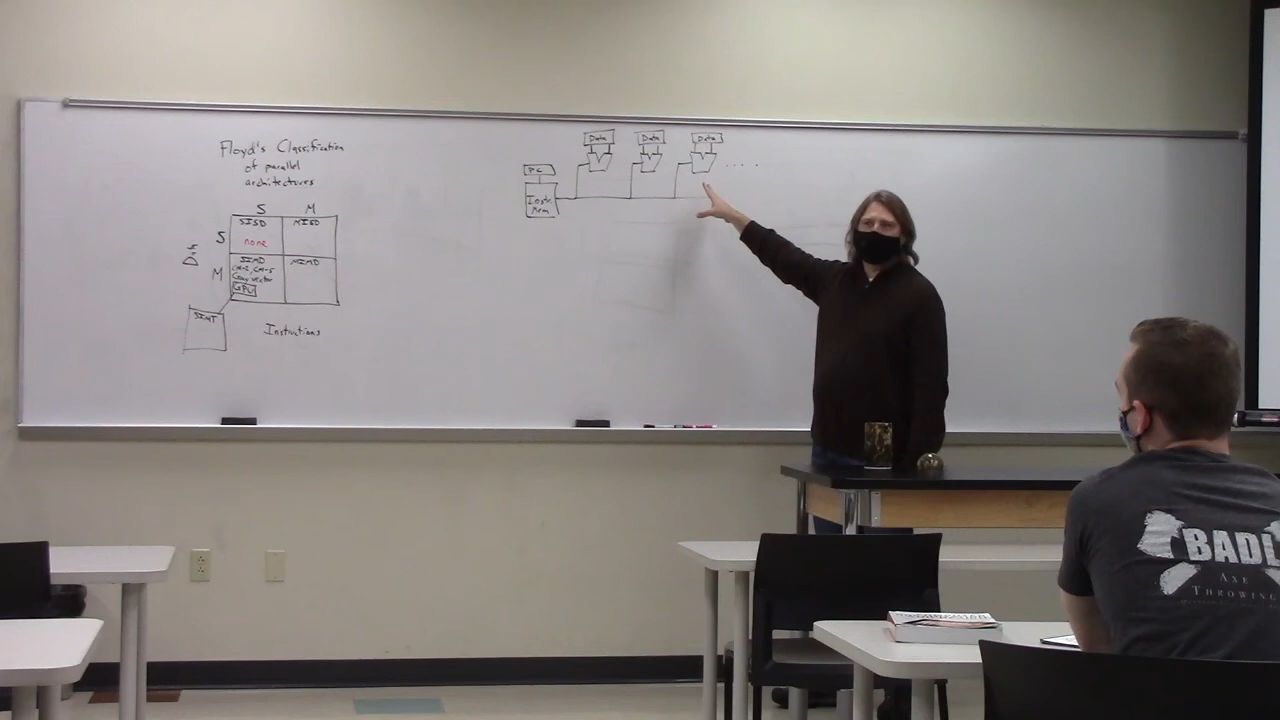 Floyd's Classification
of parallel
architectures
S M
SISD MISD
S
none
Data
SIMD MIMD
M
CM-2, CM-5
Cray vector
GPU
SIMT
Instructions
Data Data Data
PC
Instr.
Mem
BADL
AXE
THROWING